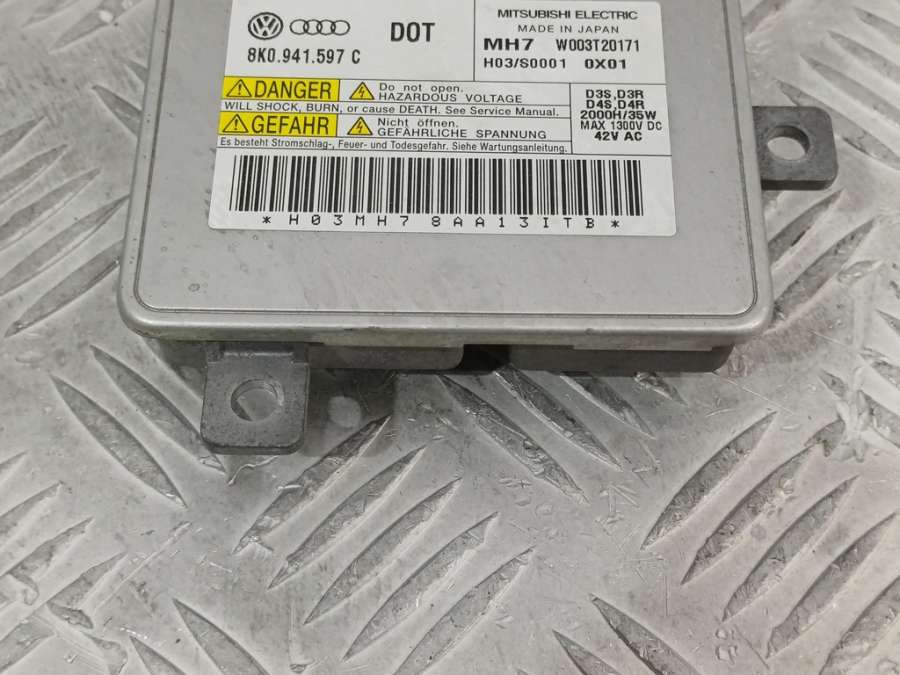 MITSUBISHI ELECTRIC
MADE IN JAPAN
DOT
MH7 W003T20171
8K0.941.597 C
H03/S0001 0X01
DANGER
Do not open.
HAZARDOUS VOLTAGE
WILL SHOCK, BURN, or cause DEATH. See Service Manual.
GEFAHR
Nicht öffnen.
GEFÄHRLICHE SPANNUNG
Es besteht Stromschlag-, Feuer- und Todesgefahr. Siehe Wartungsanleitung.
D3S,D3R
D4S,D4R
2000H/35W
MAX 1300V DC
42V AC
*H03MH78AA13ITB*